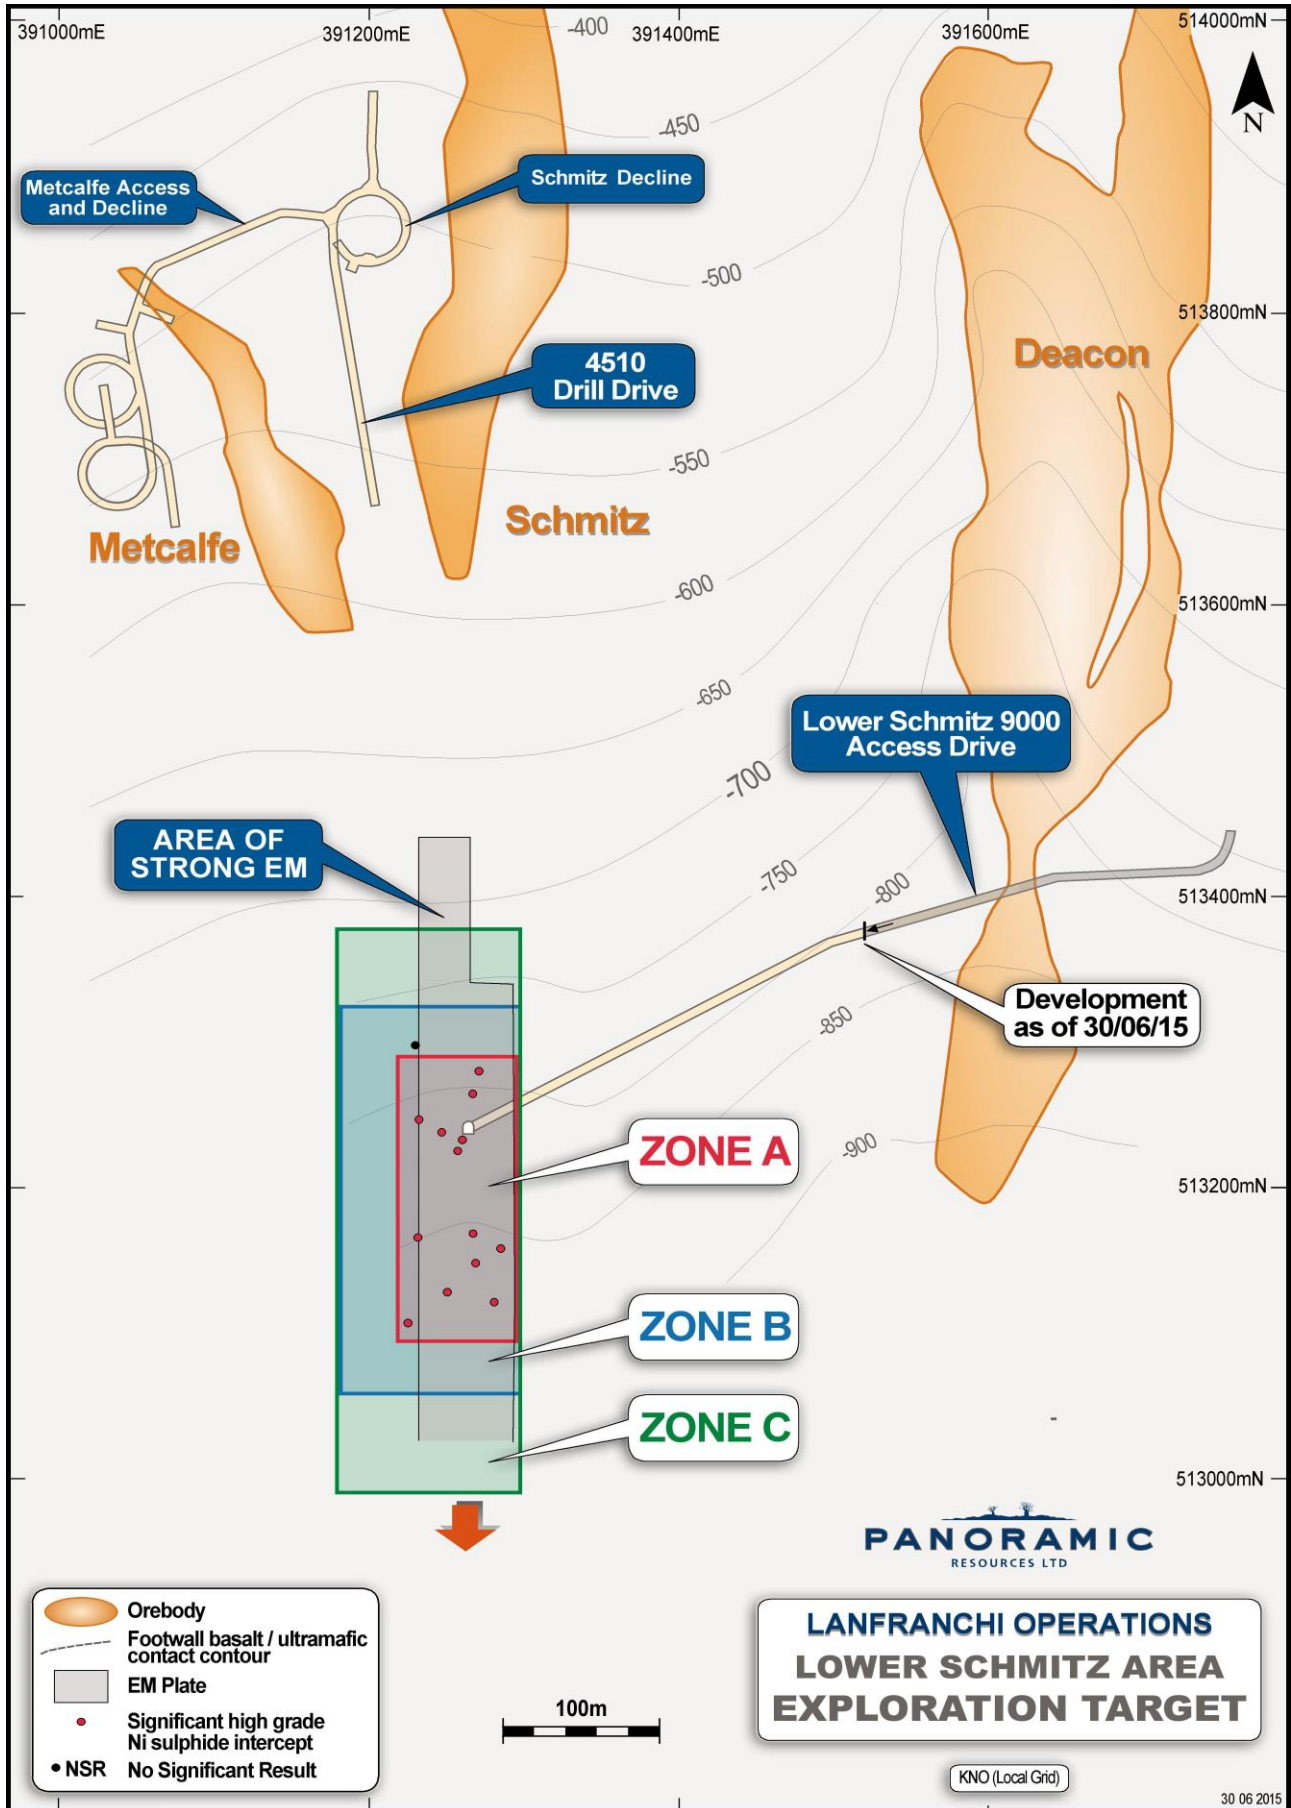 391000mE
391200mE
391400mE
391600mE
514000mN
-400
N
-450
Metcalfe Access
and Decline
Schmitz Decline
-500
513800mN
4510
Drill Drive
Deacon
-550
Schmitz
Metcalfe
-600
513600mN
-650
Lower Schmitz 9000
Access Drive
-700
AREA OF
STRONG EM
-750
-800
513400mN
Development
as of 30/06/15
-850
ZONE A
-900
513200mN
ZONE B
ZONE C
513000mN
PANORAMIC
RESOURCES LTD
Orebody
Footwall basalt / ultramafic
contact contour
EM Plate
Significant high grade
Ni sulphide intercept
NSR No Significant Result
100m
LANFRANCHI OPERATIONS
LOWER SCHMITZ AREA
EXPLORATION TARGET
KNO (Local Grid)
30 06 2015